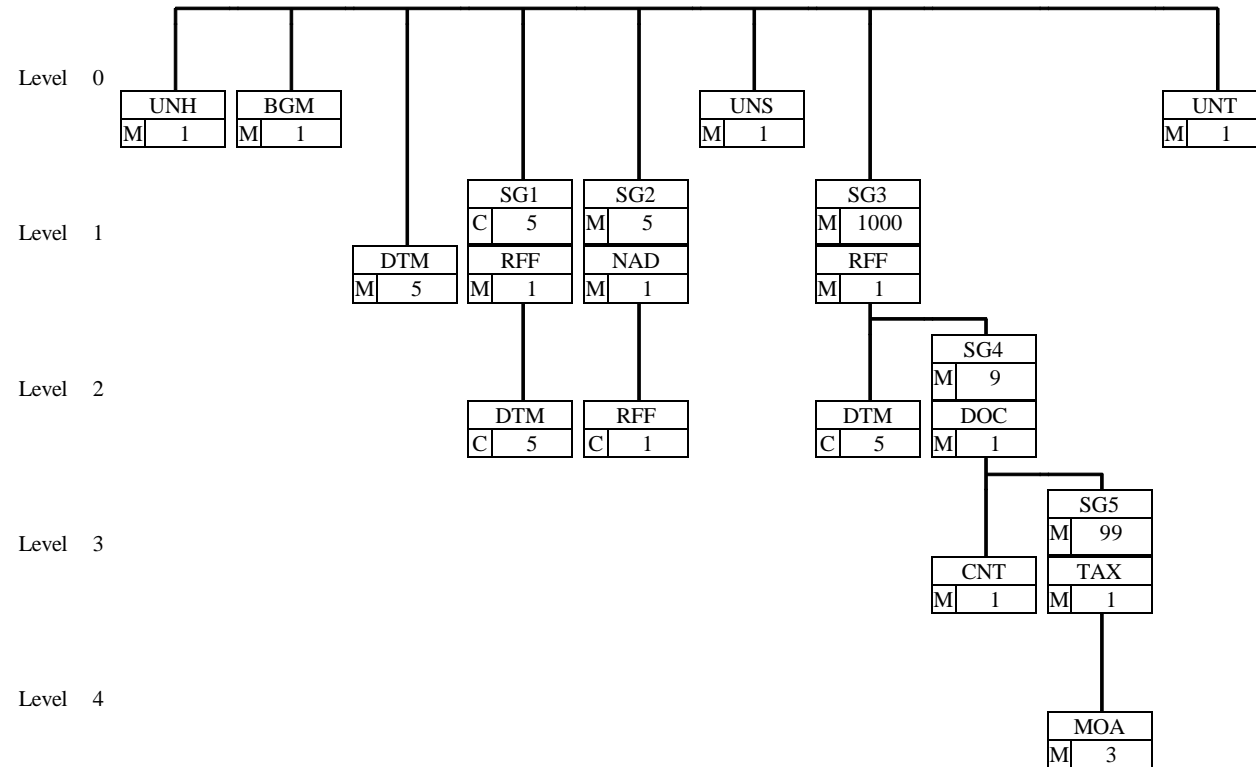 Level 0
UNH BGM UNS UNT
M 1 M 1 M 1 M 1
SG1 SG2 SG3
C 5 M 5 M 1000
Level 1
DTM RFF NAD RFF
M 5 M 1 M 1 M 1
SG4
M 9
Level 2
DTM RFF DTM DOC
C 5 C 1 C 5 M 1
SG5
M 99
Level 3
CNT TAX
M 1 M 1
Level 4
MOA
M 3